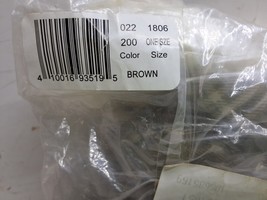 022 1806
200 ONE SIZE
Color Size
4 10016 93519 5 BROWN